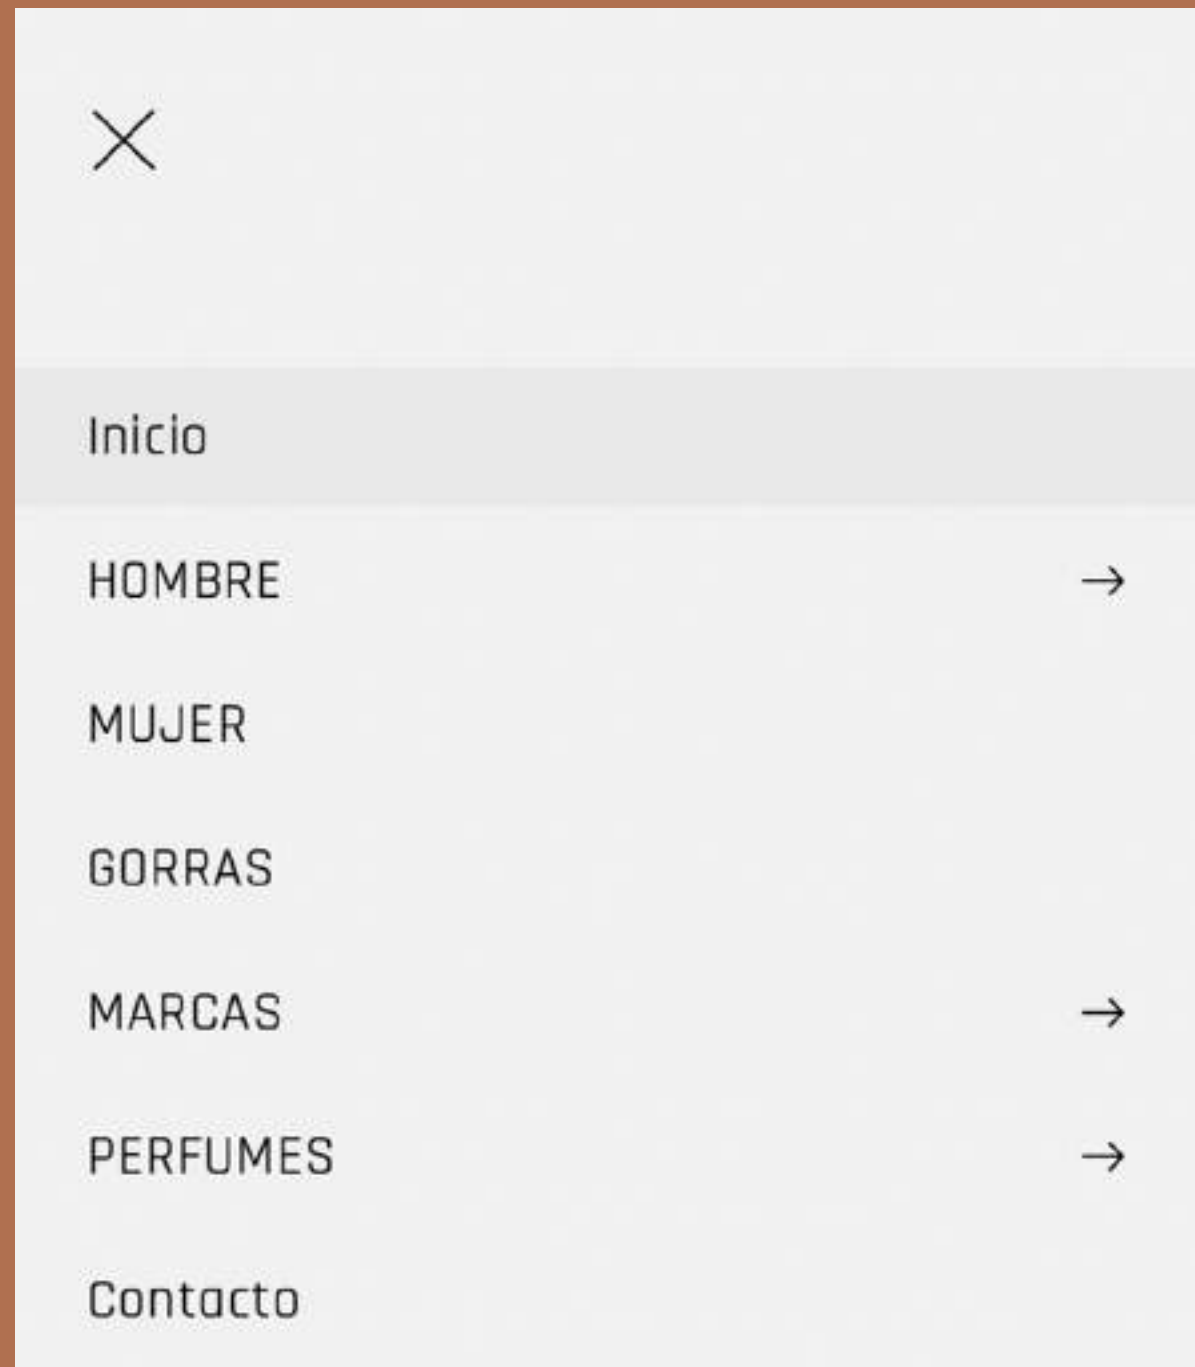 Inicio
HOMBRE
MUJER
GORRAS
MARCAS
PERFUMES
Contacto